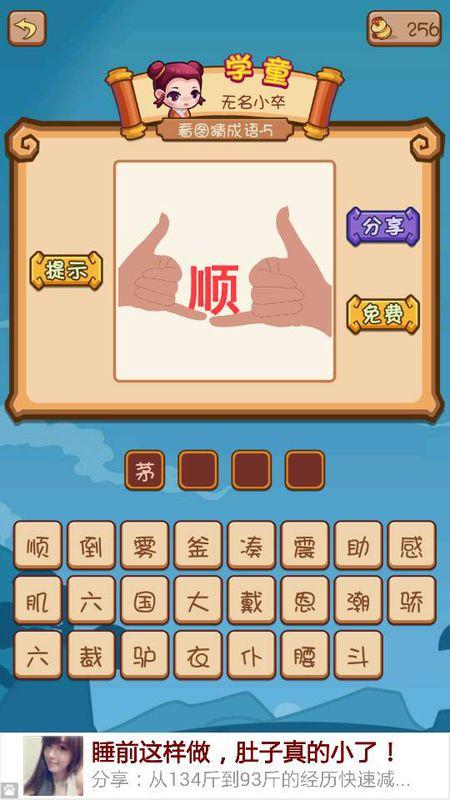 256
学童
无名小卒
看图猜成语-5
分享
提示
顺
免费
茅
顺 倒 雾 釜 凑 震 助 感
肌 六 国 大 戴 恩 潮 骄
六 裁 驴 衣 仆 腰 斗
睡前这样做，肚子真的小了！
分享：从134斤到93斤的经历快速减...